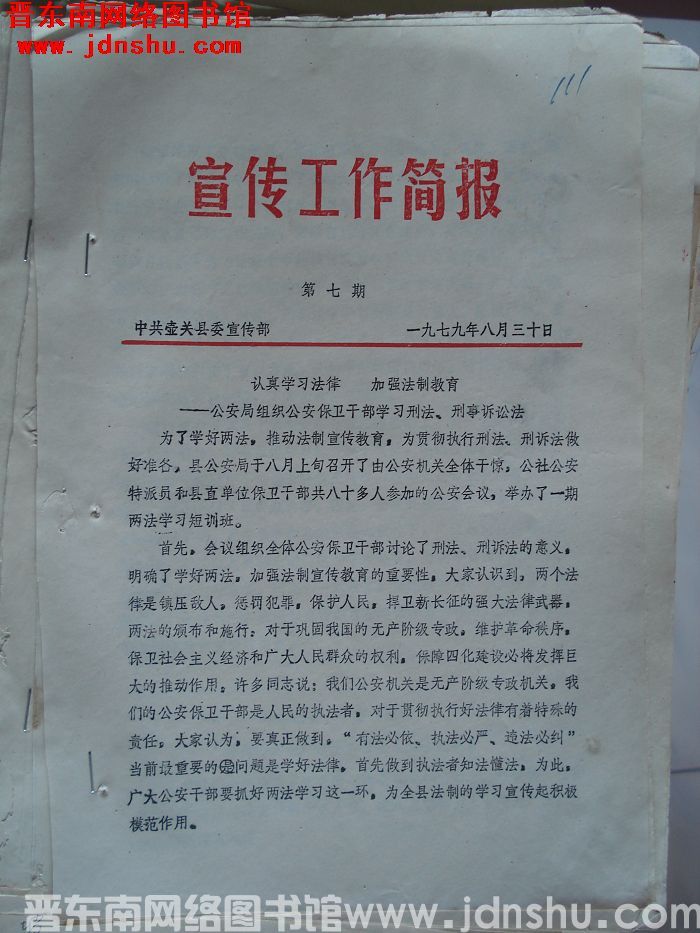 晋东南网络图书馆
www.jdnshu.com
111
宣传工作简报
第七期
中共壶关县委宣传部 一九七九年八月三十日
认真学习法律 加强法制教育
——公安局组织公安保卫干部学习刑法、刑事诉讼法
为了学好两法，推动法制宣传教育，为贯彻执行刑法、刑诉法做
好准备，县公安局于八月上旬召开了由公安机关全体干惊，公社公安
特派员和县直单位保卫干部共八十多人参加的公安会议，举办了一期
两法学习短训班。
首先，会议组织全体公安保卫干部讨论了刑法、刑诉法的意义，
明确了学好两法，加强法制宣传教育的重要性，大家认识到，两个法
律是镇压敌人，惩罚犯罪，保护人民，捍卫新长征的强大法律武器，
两法的颁布和施行：对于巩固我国的无产阶级专政，维护革命秩序，
保卫社会主义经济和广大人民群众的权利，保障四化建设必将发挥巨
大的推动作用；许多同志说：我们公安机关是无产阶级专政机关，我
们的公安保卫干部是人民的执法者，对于贯彻执行好法律有着特殊的
责任，大家认为，要真正做到，“有法必依、执法必严、违法必纠”
当前最重要的是问题是学好法律，首先做到执法者知法懂法，为此，
广大公安干部要抓好两法学习这一环，为全县法制的学习宣传起积极
模范作用。
晋东南网络图书馆 www.jdnshu.com